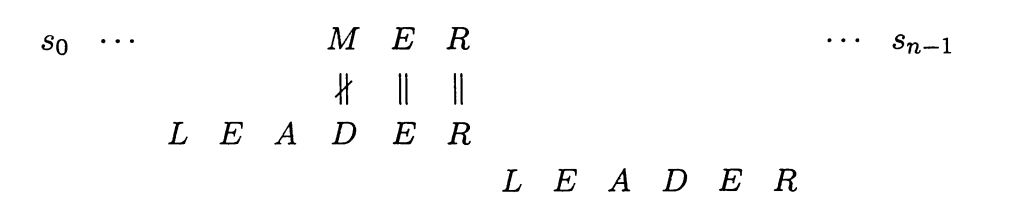 s₀ ⋯ M E R ⋯ sₙ₋₁
∦ ∥ ∥
L E A D E R
L E A D E R